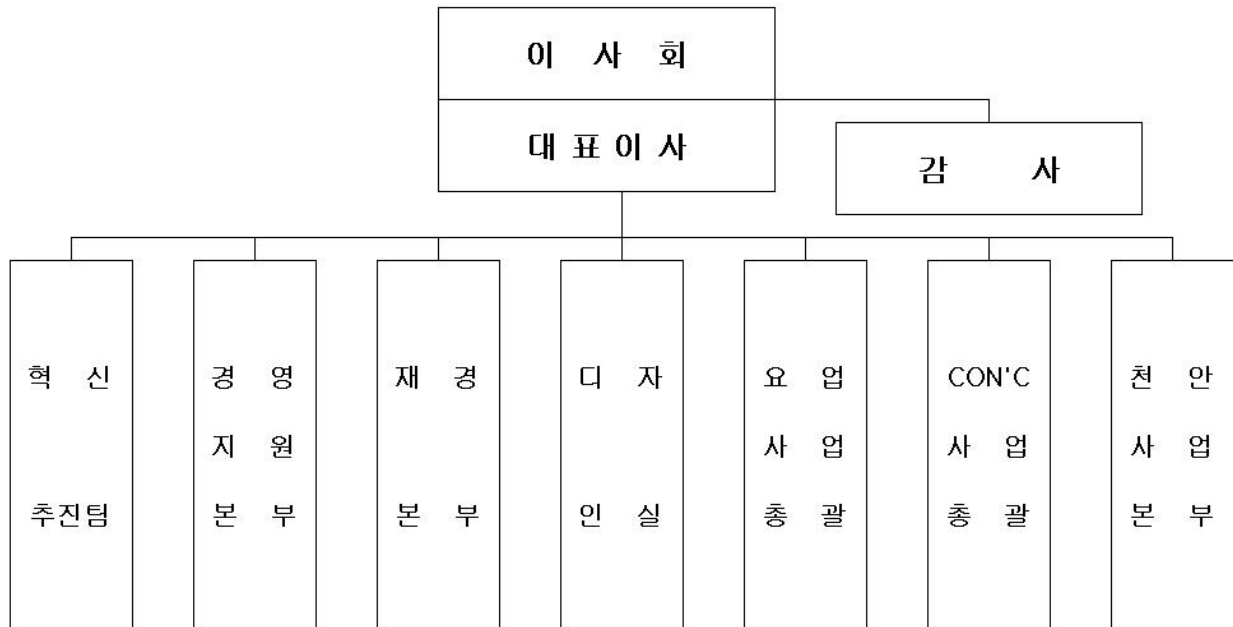 이 사 회
대 표 이 사
감 사
혁 신
추진팀
경 영
지 원
본 부
재 경
본 부
디 자
인 실
요 업
사 업
총 괄
CON'C
사 업
총 괄
천 안
사 업
본 부